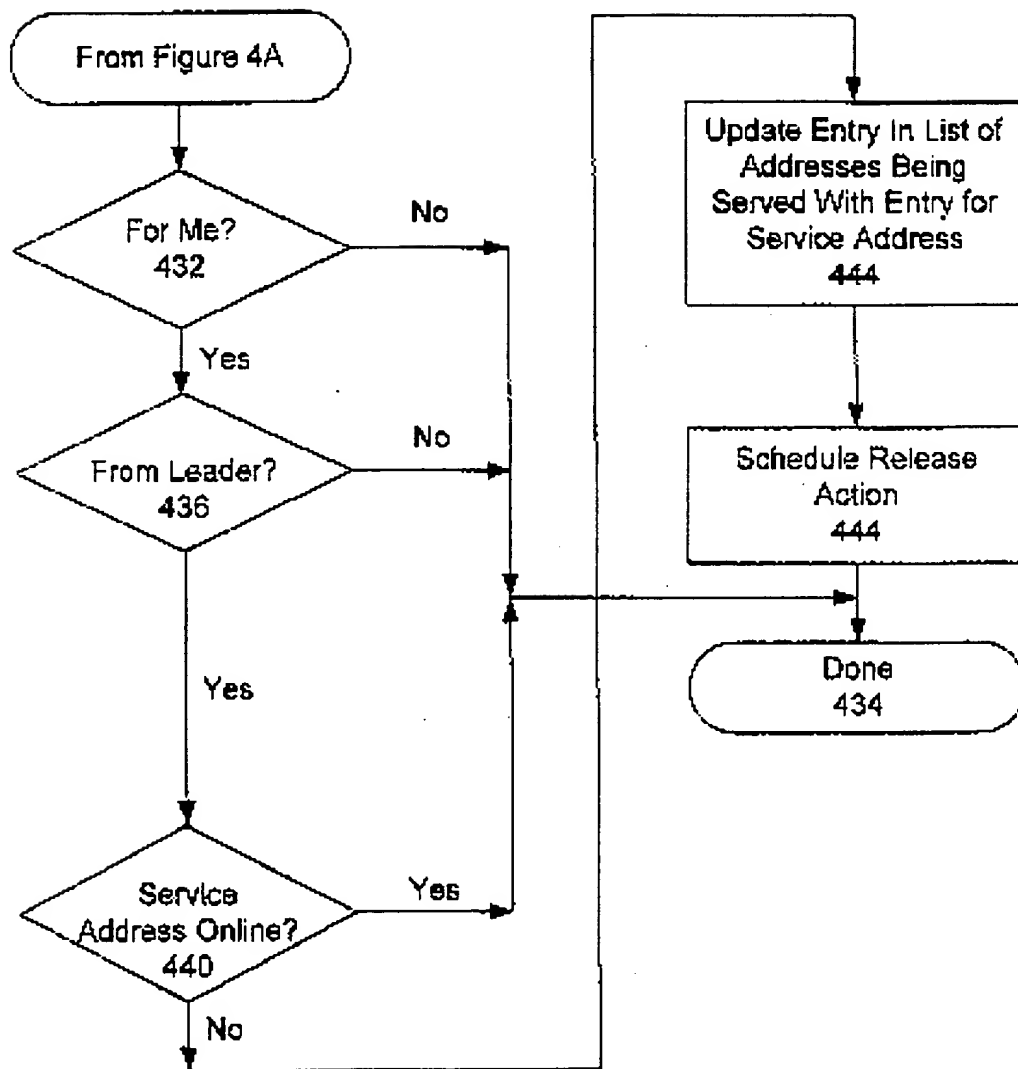 From Figure 4A
For Me?
432
No
Yes
From Leader?
436
No
Yes
Service
Address Online?
440
Yes
No
Update Entry In List of
Addresses Being
Served With Entry for
Service Address
444
Schedule Release
Action
444
Done
434